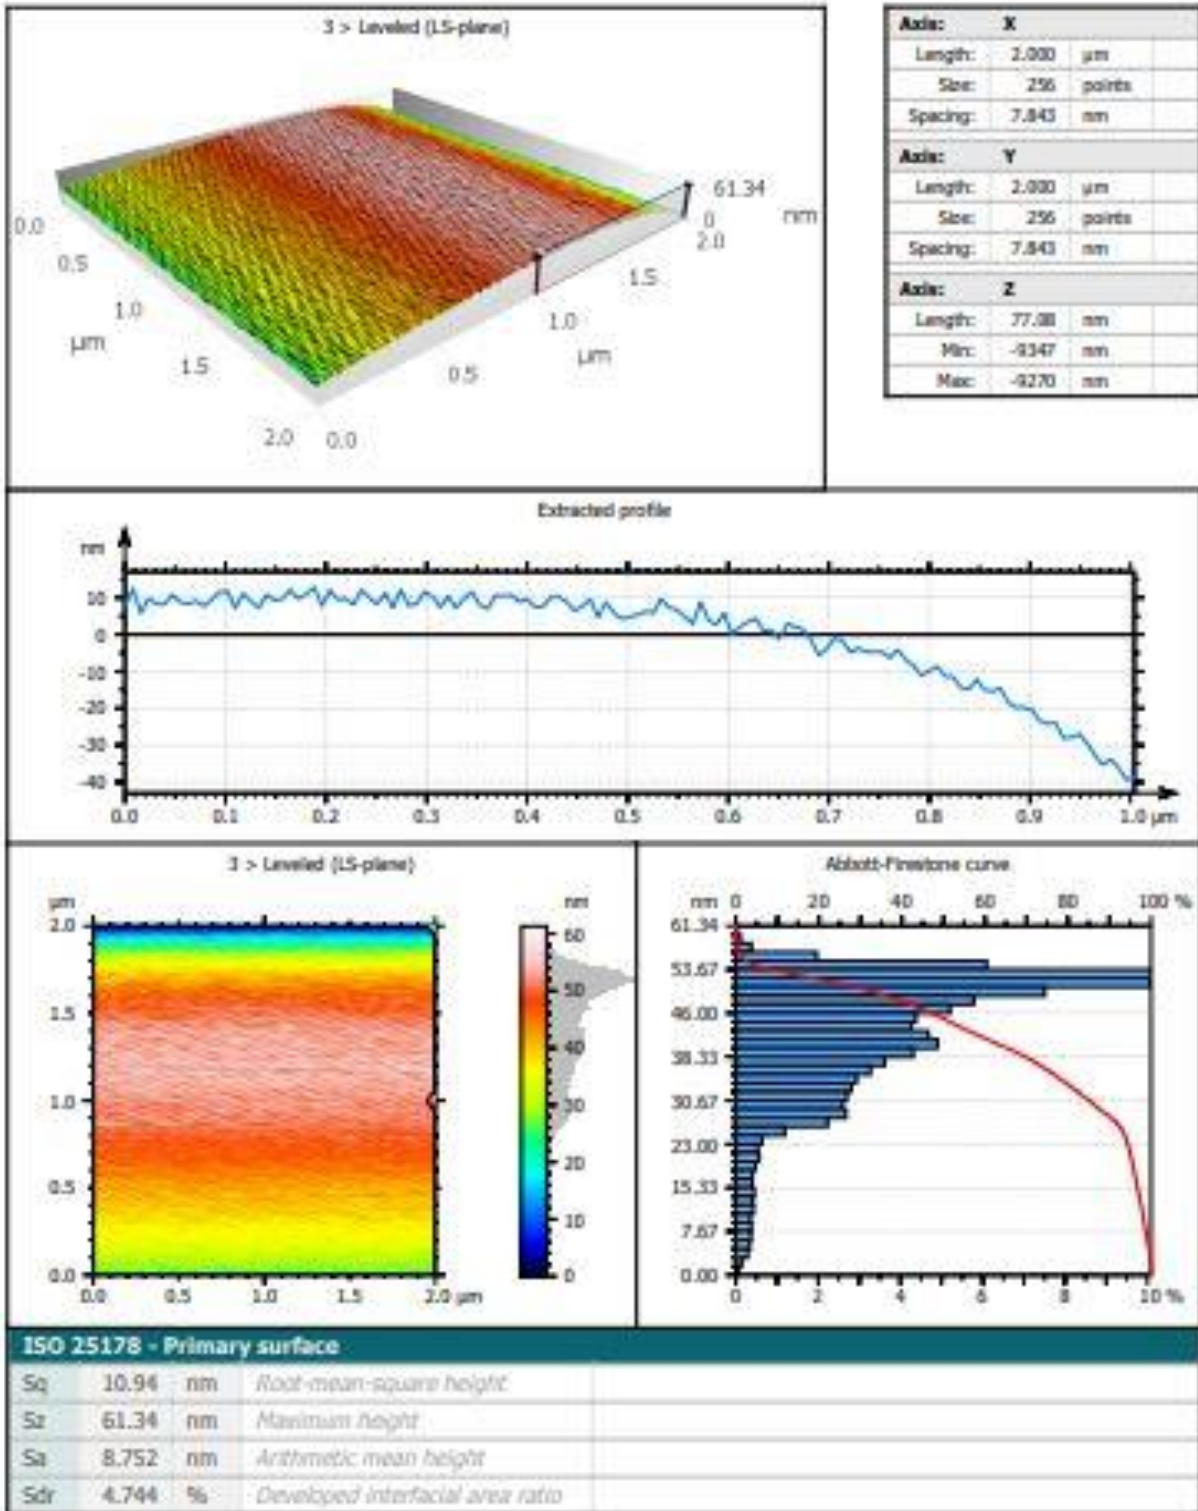 3 > Leveled (LS-plane)
61.34
0
nm
2.0
1.5
1.0
µm
0.5
0.0
0.0
0.5
1.0
µm
1.5
2.0
Axis: X
Length: 2.000 µm
Size: 256 points
Spacing: 7.843 nm
Axis: Y
Length: 2.000 µm
Size: 256 points
Spacing: 7.843 nm
Axis: Z
Length: 77.08 nm
Min: -9347 nm
Max: -9270 nm
Extracted profile
nm
10
0
-10
-20
-30
-40
0.0 0.1 0.2 0.3 0.4 0.5 0.6 0.7 0.8 0.9 1.0 µm
3 > Leveled (LS-plane)
µm
2.0
1.5
1.0
0.5
0.0
0.0 0.5 1.0 1.5 2.0 µm
nm
60
50
40
30
20
10
0
Abbott-Firestone curve
nm 0 20 40 60 80 100 %
61.34
53.67
46.00
38.33
30.67
23.00
15.33
7.67
0.00
0 2 4 6 8 10 %
ISO 25178 - Primary surface
Sq 10.94 nm Root-mean-square height
Sz 61.34 nm Maximum height
Sa 8.752 nm Arithmetic mean height
Sdr 4.744 % Developed interfacial area ratio